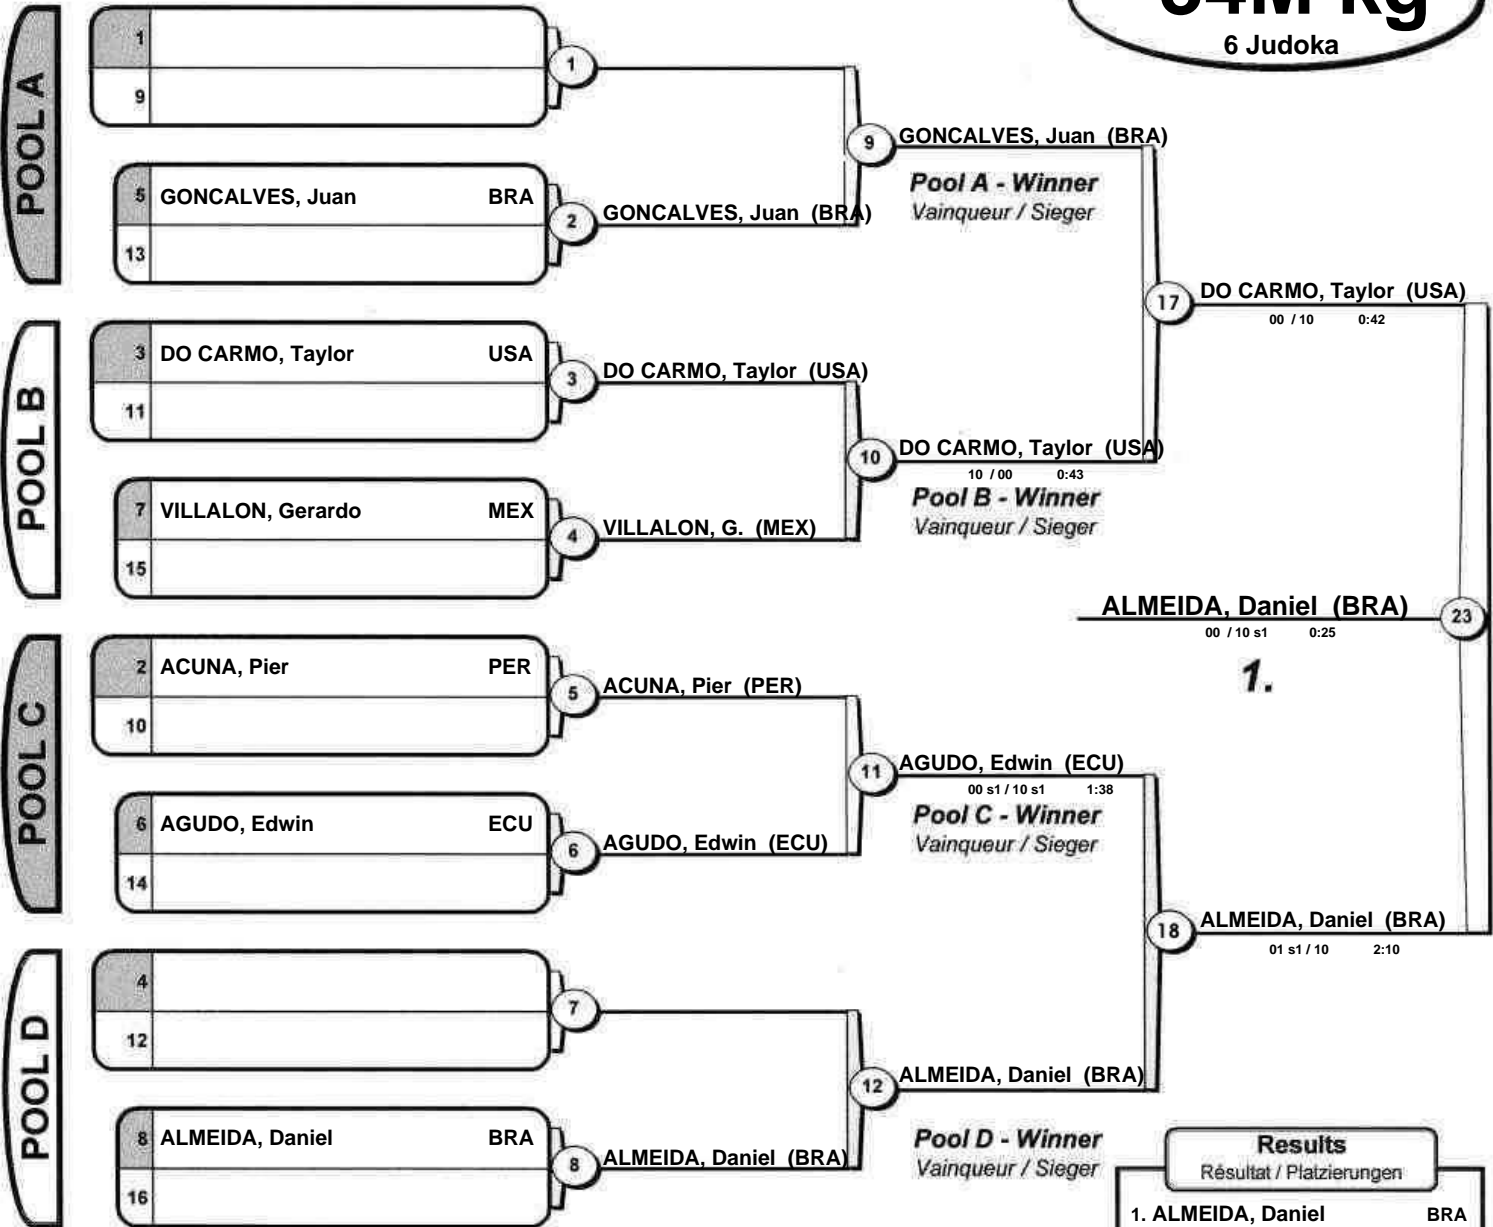 6 Judoka
POOL A
1
9
1
5 GONCALVES, Juan BRA
13
2
GONCALVES, Juan (BRA)
9
GONCALVES, Juan (BRA)
Pool A - Winner
Vainqueur / Sieger
17
DO CARMO, Taylor (USA)
00 / 10 0:42
POOL B
3 DO CARMO, Taylor USA
11
3
DO CARMO, Taylor (USA)
7 VILLALON, Gerardo MEX
15
4
VILLALON, G. (MEX)
10
DO CARMO, Taylor (USA)
10 / 00 0:43
Pool B - Winner
Vainqueur / Sieger
ALMEIDA, Daniel (BRA)
00 / 10 s1 0:25
1.
23
POOL C
2 ACUNA, Pier PER
10
5
ACUNA, Pier (PER)
6 AGUDO, Edwin ECU
14
6
AGUDO, Edwin (ECU)
11
AGUDO, Edwin (ECU)
00 s1 / 10 s1 1:38
Pool C - Winner
Vainqueur / Sieger
18
ALMEIDA, Daniel (BRA)
01 s1 / 10 2:10
POOL D
4
12
7
8 ALMEIDA, Daniel BRA
16
8
ALMEIDA, Daniel (BRA)
12
ALMEIDA, Daniel (BRA)
Pool D - Winner
Vainqueur / Sieger
Results
Résultat / Platzierungen
1. ALMEIDA, Daniel BRA